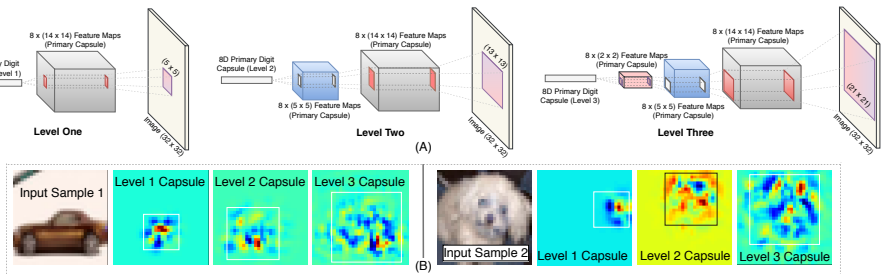 8 x (14 x 14) Feature Maps
(Primary Capsule)
y Digit
evel 1)
(5 x 5)
Level One
Image (32 x 32)
8 x (14 x 14) Feature Maps
(Primary Capsule)
8D Primary Digit
Capsule (Level 2)
(13 x 13)
8 x (5 x 5) Feature Maps
(Primary Capsule)
Level Two
Image (32 x 32)
8 x (14 x 14) Feature Maps
(Primary Capsule)
8 x (2 x 2) Feature Maps
(Primary Capsule)
8D Primary Digit
Capsule (Level 3)
(21 x 21)
8 x (5 x 5) Feature Maps
(Primary Capsule)
Level Three
Image (32 x 32)
(A)
Input Sample 1
Level 1 Capsule
Level 2 Capsule
Level 3 Capsule
Input Sample 2
Level 1 Capsule
Level 2 Capsule
Level 3 Capsule
(B)